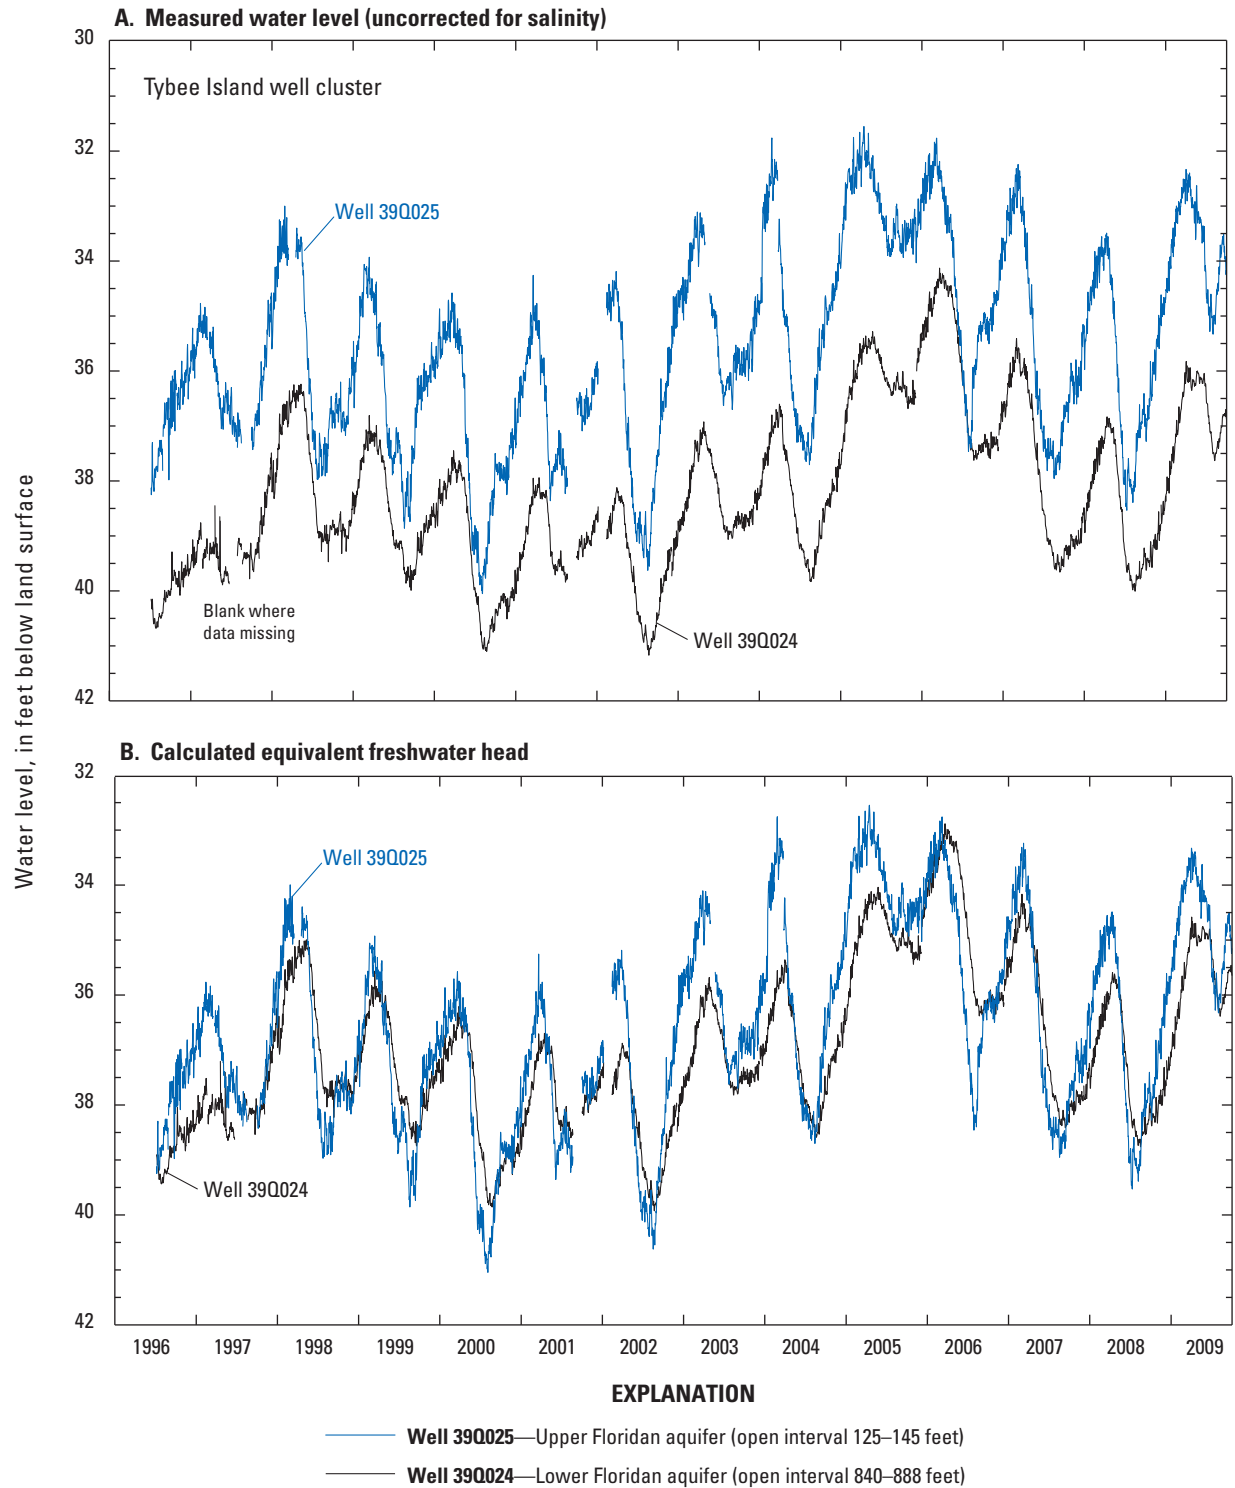 A. Measured water level (uncorrected for salinity)
30
Tybee Island well cluster
32
Well 39Q025
34
36
38
40
Blank where
data missing
Well 39Q024
42
Water level, in feet below land surface
B. Calculated equivalent freshwater head
32
Well 39Q025
34
36
38
Well 39Q024
40
42
1996 1997 1998 1999 2000 2001 2002 2003 2004 2005 2006 2007 2008 2009
EXPLANATION
Well 39Q025—Upper Floridan aquifer (open interval 125–145 feet)
Well 39Q024—Lower Floridan aquifer (open interval 840–888 feet)